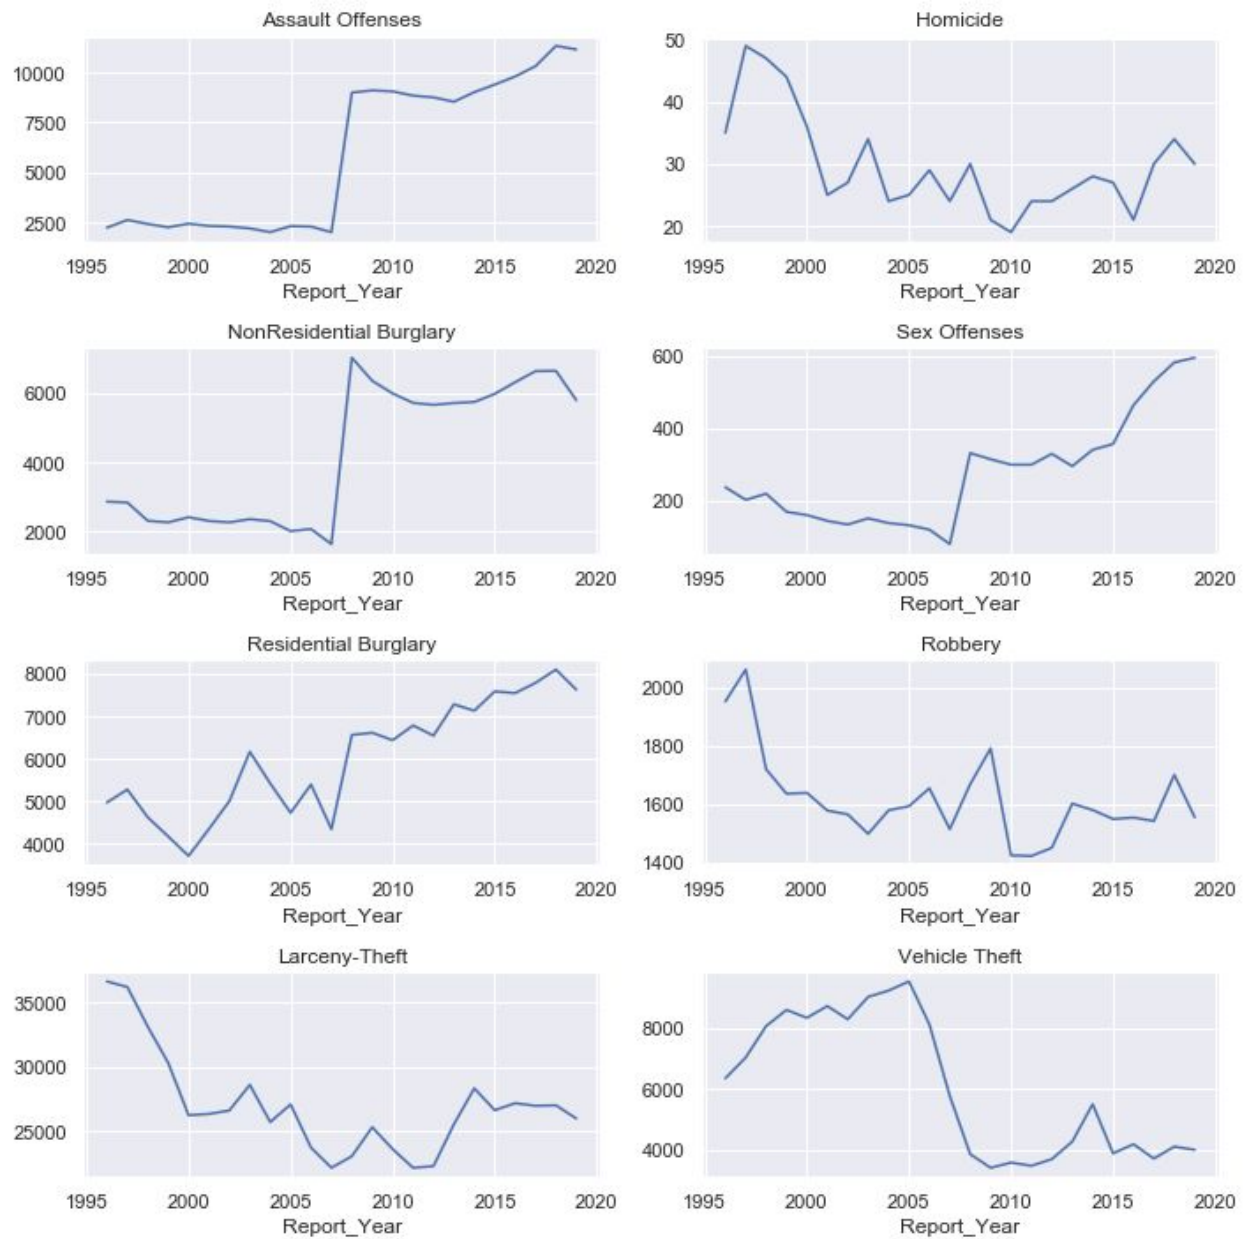 Assault Offenses
10000
7500
5000
2500
1995 2000 2005 2010 2015 2020
Report_Year
Homicide
50
40
30
20
1995 2000 2005 2010 2015 2020
Report_Year
NonResidential Burglary
6000
4000
2000
1995 2000 2005 2010 2015 2020
Report_Year
Sex Offenses
600
400
200
1995 2000 2005 2010 2015 2020
Report_Year
Residential Burglary
8000
7000
6000
5000
4000
1995 2000 2005 2010 2015 2020
Report_Year
Robbery
2000
1800
1600
1400
1995 2000 2005 2010 2015 2020
Report_Year
Larceny-Theft
35000
30000
25000
1995 2000 2005 2010 2015 2020
Report_Year
Vehicle Theft
8000
6000
4000
1995 2000 2005 2010 2015 2020
Report_Year